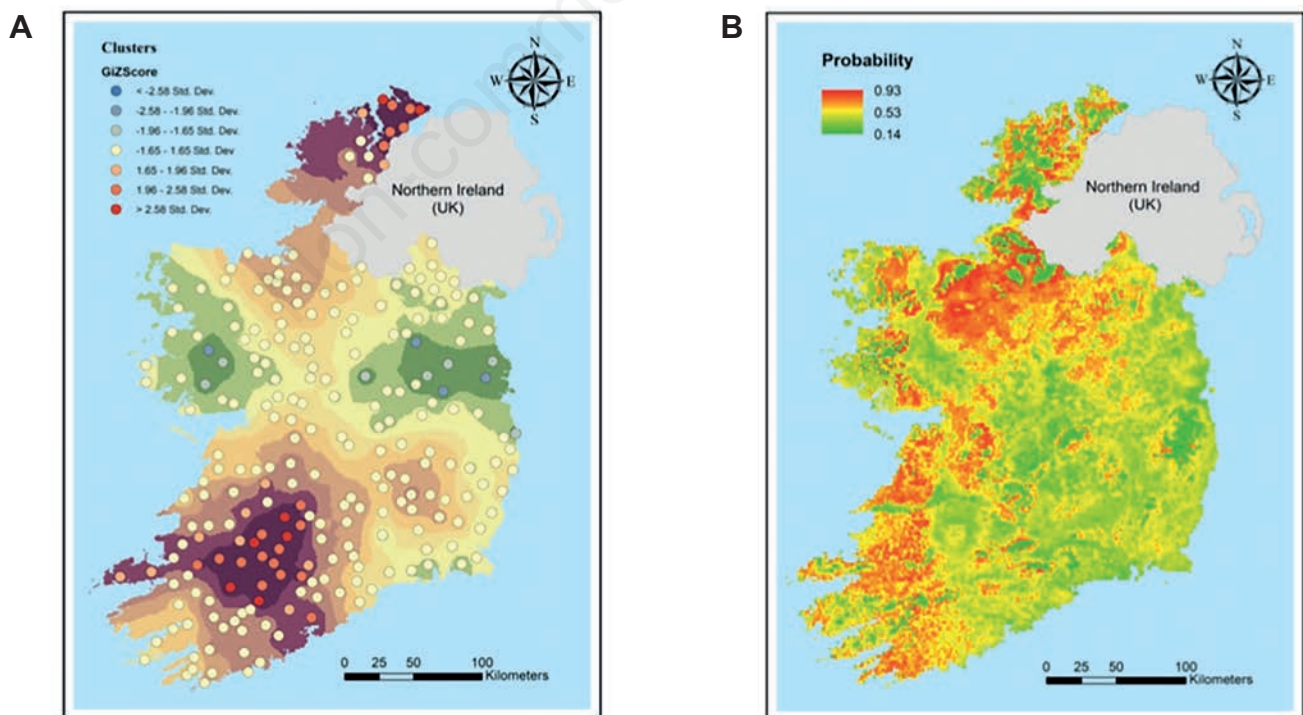 A
Clusters
GiZScore
< -2.58 Std. Dev.
-2.58 - -1.96 Std. Dev.
-1.96 - -1.65 Std. Dev.
-1.65 - 1.65 Std. Dev
1.65 - 1.96 Std. Dev.
1.96 - 2.58 Std. Dev.
> 2.58 Std. Dev.
N
W E
S
Northern Ireland
(UK)
0 25 50 100
Kilometers
B
Probability
0.93
0.53
0.14
N
W E
S
Northern Ireland
(UK)
0 25 50 100
Kilometers